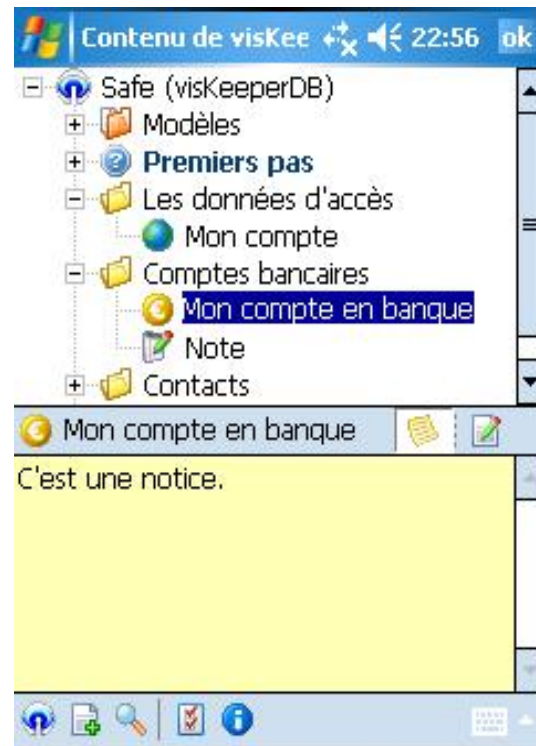 Contenu de visKee 22:56 ok
Safe (visKeeperDB)
Modèles
Premiers pas
Les données d'accès
Mon compte
Comptes bancaires
Mon compte en banque
Note
Contacts
Mon compte en banque
C'est une notice.